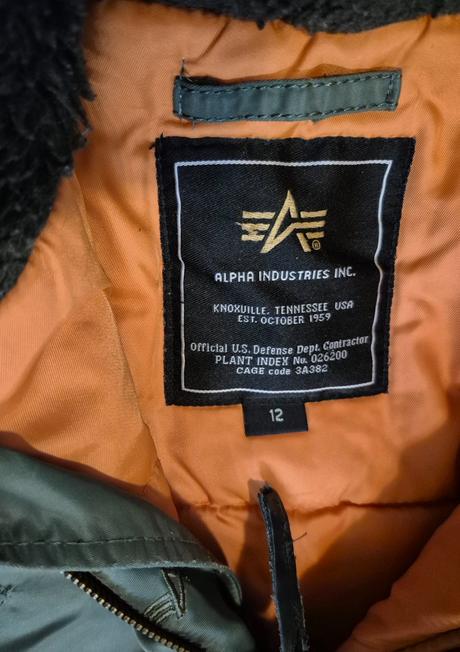 ALPHA INDUSTRIES INC.
KNOXVILLE, TENNESSEE USA
EST. OCTOBER 1959
Official U.S. Defense Dept. Contractor
PLANT INDEX No. 026200
CAGE code 3A382
12